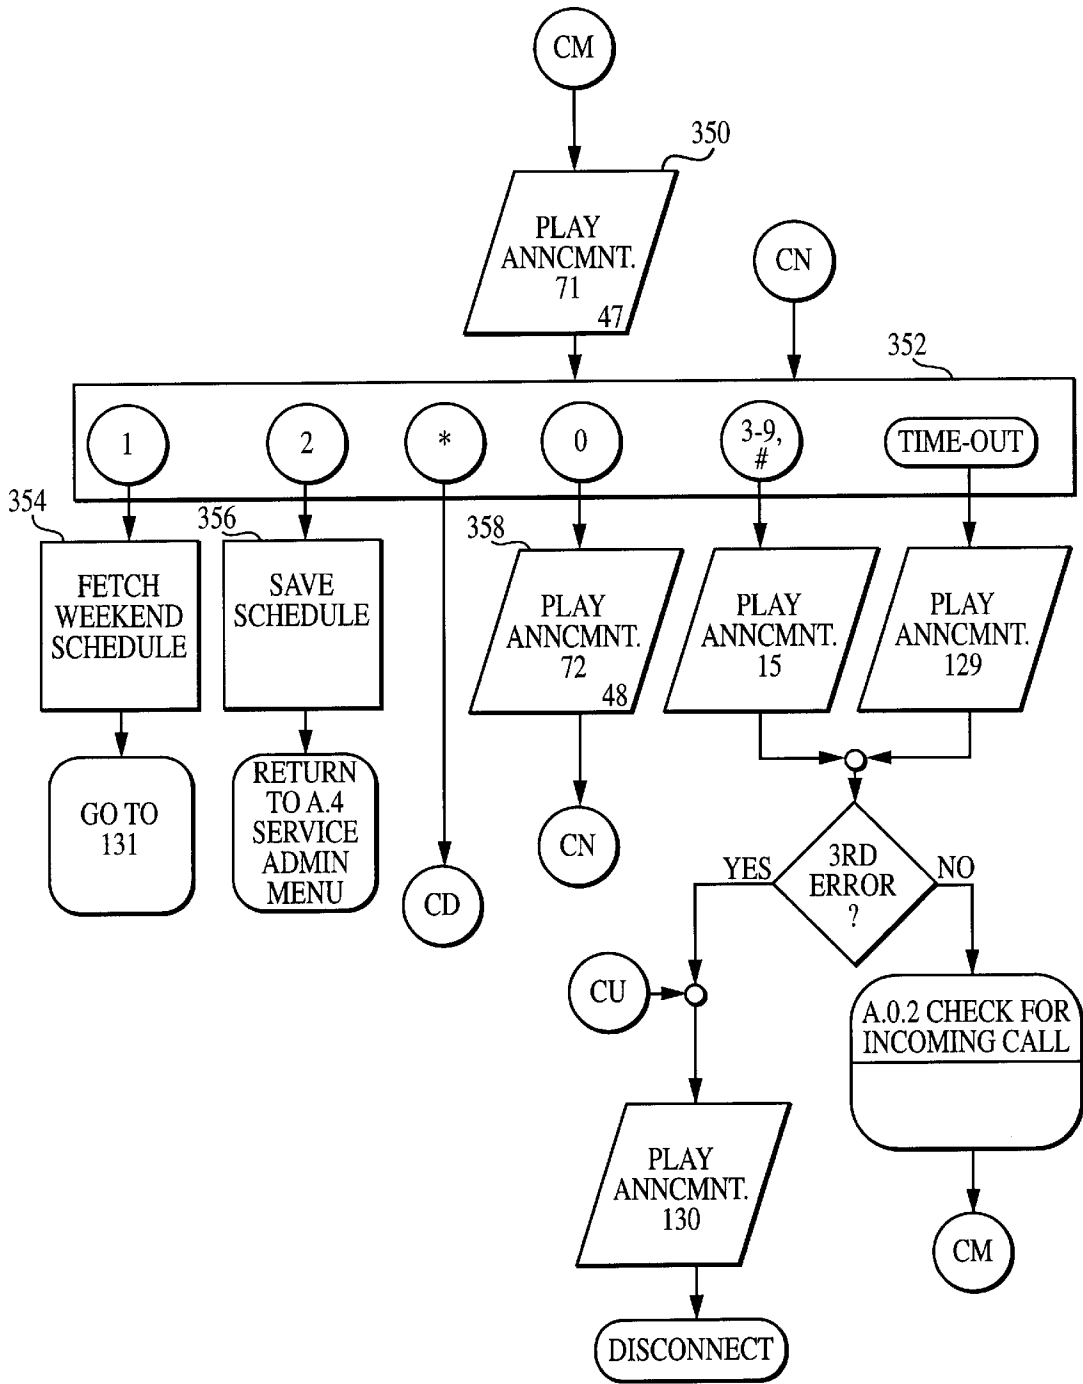 CM
350
PLAY
ANNCMNT.
71
47
CN
352
1
2
*
0
3-9,
#
TIME-OUT
354
356
358
FETCH
WEEKEND
SCHEDULE
SAVE
SCHEDULE
PLAY
ANNCMNT.
72
48
PLAY
ANNCMNT.
15
PLAY
ANNCMNT.
129
GO TO
131
RETURN
TO A.4
SERVICE
ADMIN
MENU
CD
CN
YES
3RD
ERROR
?
NO
CU
A.0.2 CHECK FOR
INCOMING CALL
PLAY
ANNCMNT.
130
CM
DISCONNECT